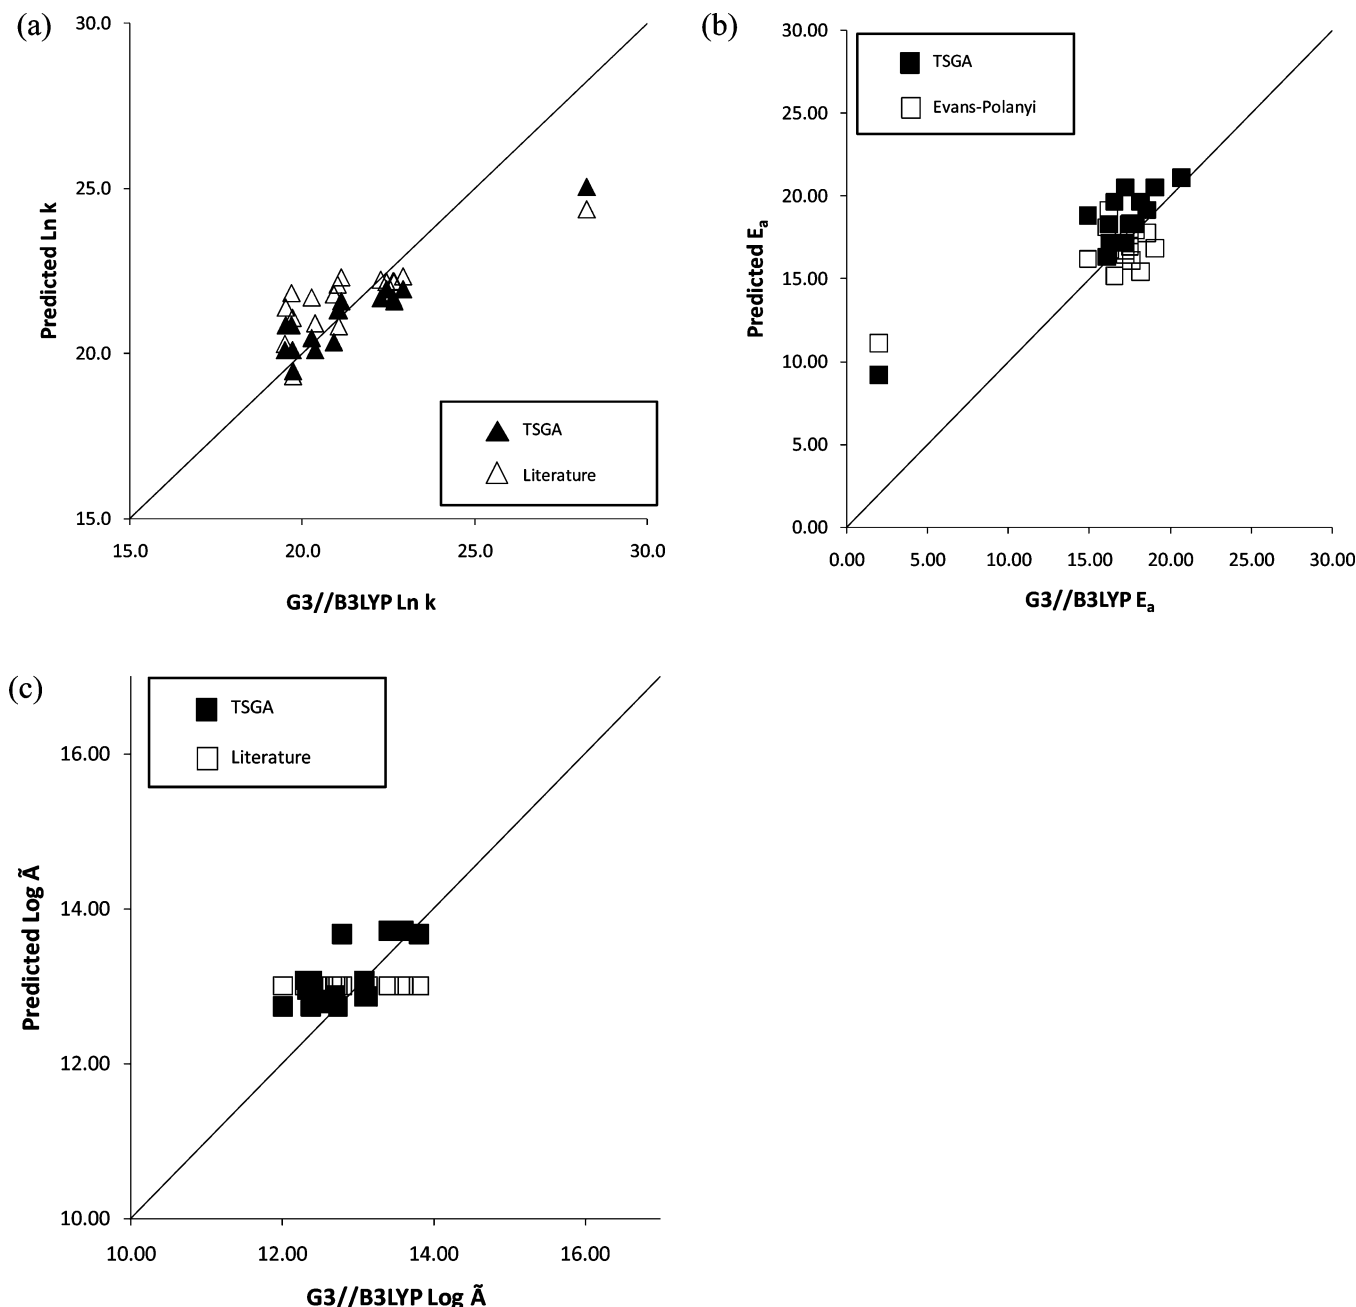 (a)
30.0
25.0
20.0
15.0
Predicted Ln k
TSGA
Literature
15.0 20.0 25.0 30.0
G3//B3LYP Ln k
(b)
30.00
25.00
20.00
15.00
10.00
5.00
0.00
Predicted Ea
TSGA
Evans-Polanyi
0.00 5.00 10.00 15.00 20.00 25.00 30.00
G3//B3LYP Ea
(c)
16.00
14.00
12.00
10.00
Predicted Log Ã
TSGA
Literature
10.00 12.00 14.00 16.00
G3//B3LYP Log Ã